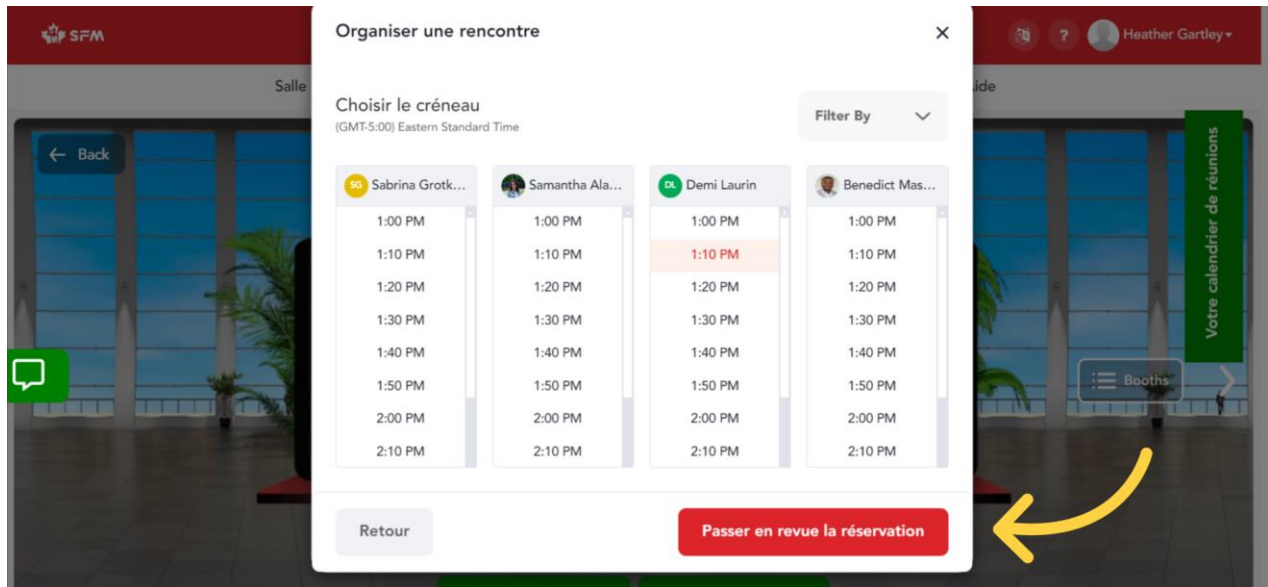 SFM
Organiser une rencontre
?
Heather Gartley
Salle
ide
Back
Choisir le créneau
(GMT-5:00) Eastern Standard Time
Filter By
Votre calendrier de réunions
SG Sabrina Grotk...
Samantha Ala...
DL Demi Laurin
Benedict Mas...
1:00 PM 1:00 PM 1:00 PM 1:00 PM
1:10 PM 1:10 PM 1:10 PM 1:10 PM
1:20 PM 1:20 PM 1:20 PM 1:20 PM
1:30 PM 1:30 PM 1:30 PM 1:30 PM
1:40 PM 1:40 PM 1:40 PM 1:40 PM
1:50 PM 1:50 PM 1:50 PM 1:50 PM
2:00 PM 2:00 PM 2:00 PM 2:00 PM
2:10 PM 2:10 PM 2:10 PM 2:10 PM
Booths
Retour
Passer en revue la réservation